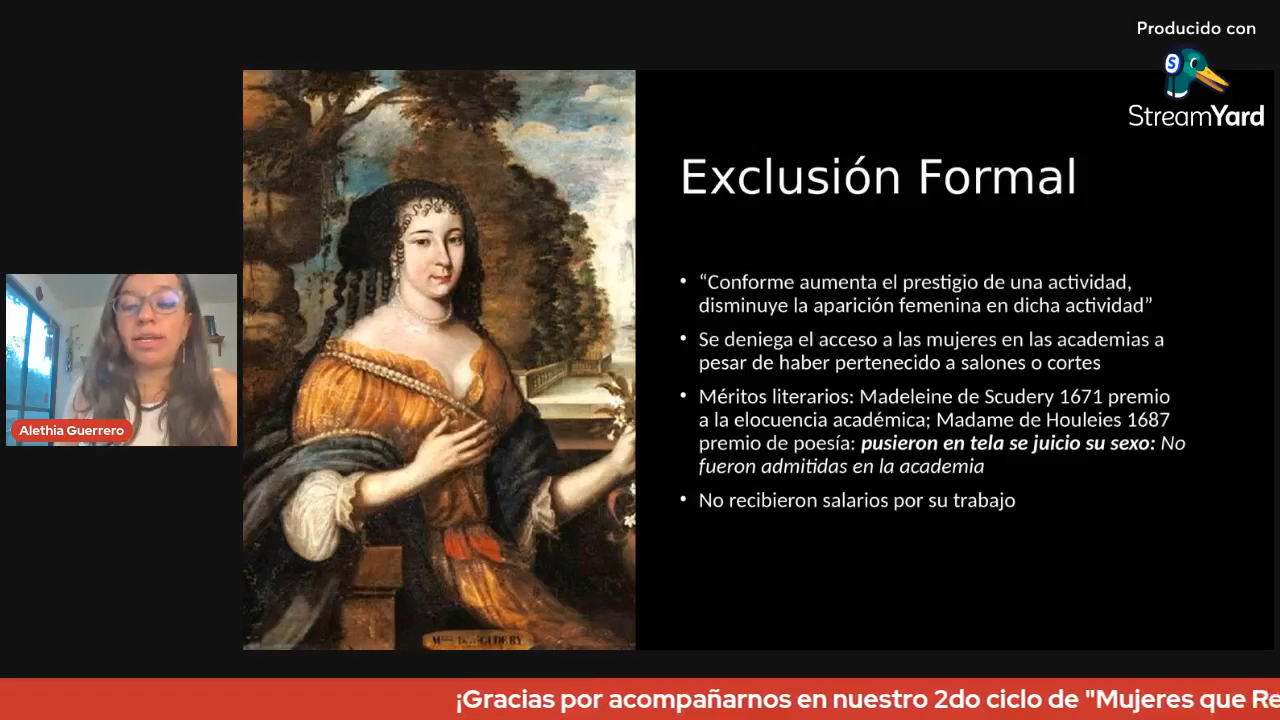 Producido con
StreamYard
Exclusión Formal
• “Conforme aumenta el prestigio de una actividad,
disminuye la aparición femenina en dicha actividad”
• Se deniega el acceso a las mujeres en las academias a
pesar de haber pertenecido a salones o cortes
• Méritos literarios: Madeleine de Scudery 1671 premio
a la elocuencia académica; Madame de Houleies 1687
premio de poesía: pusieron en tela se juicio su sexo: No
fueron admitidas en la academia
• No recibieron salarios por su trabajo
Alethia Guerrero
¡Gracias por acompañarnos en nuestro 2do ciclo de "Mujeres que Re